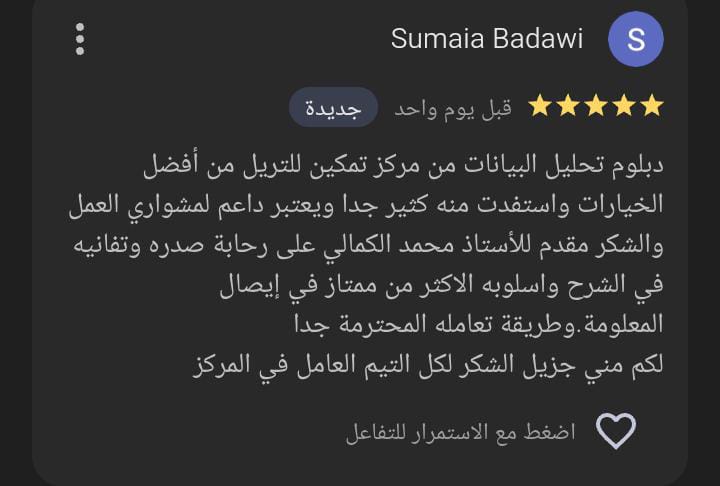 Sumaia Badawi
S
قبل يوم واحد
جديدة
دبلوم تحليل البيانات من مركز تمكين للتريل من أفضل
الخيارات واستفدت منه كثير جدا ويعتبر داعم لمشواري العمل
والشكر مقدم للأستاذ محمد الكمالي على رحابة صدره وتفانيه
في الشرح واسلوبه الاكثر من ممتاز في إيصال
المعلومة.وطريقة تعامله المحترمة جدا
لكم مني جزيل الشكر لكل التيم العامل في المركز
اضغط مع الاستمرار للتفاعل